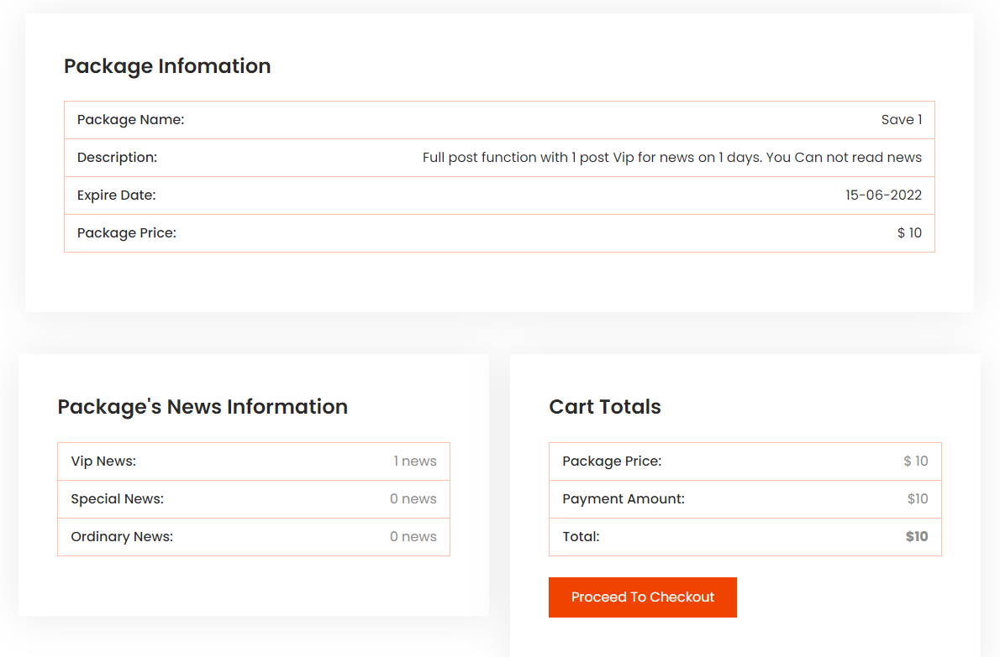 Package Infomation
Package Name: Save 1
Description: Full post function with 1 post Vip for news on 1 days. You Can not read news
Expire Date: 15-06-2022
Package Price: $ 10
Package's News Information
Vip News: 1 news
Special News: 0 news
Ordinary News: 0 news
Cart Totals
Package Price: $ 10
Payment Amount: $10
Total: $10
Proceed To Checkout